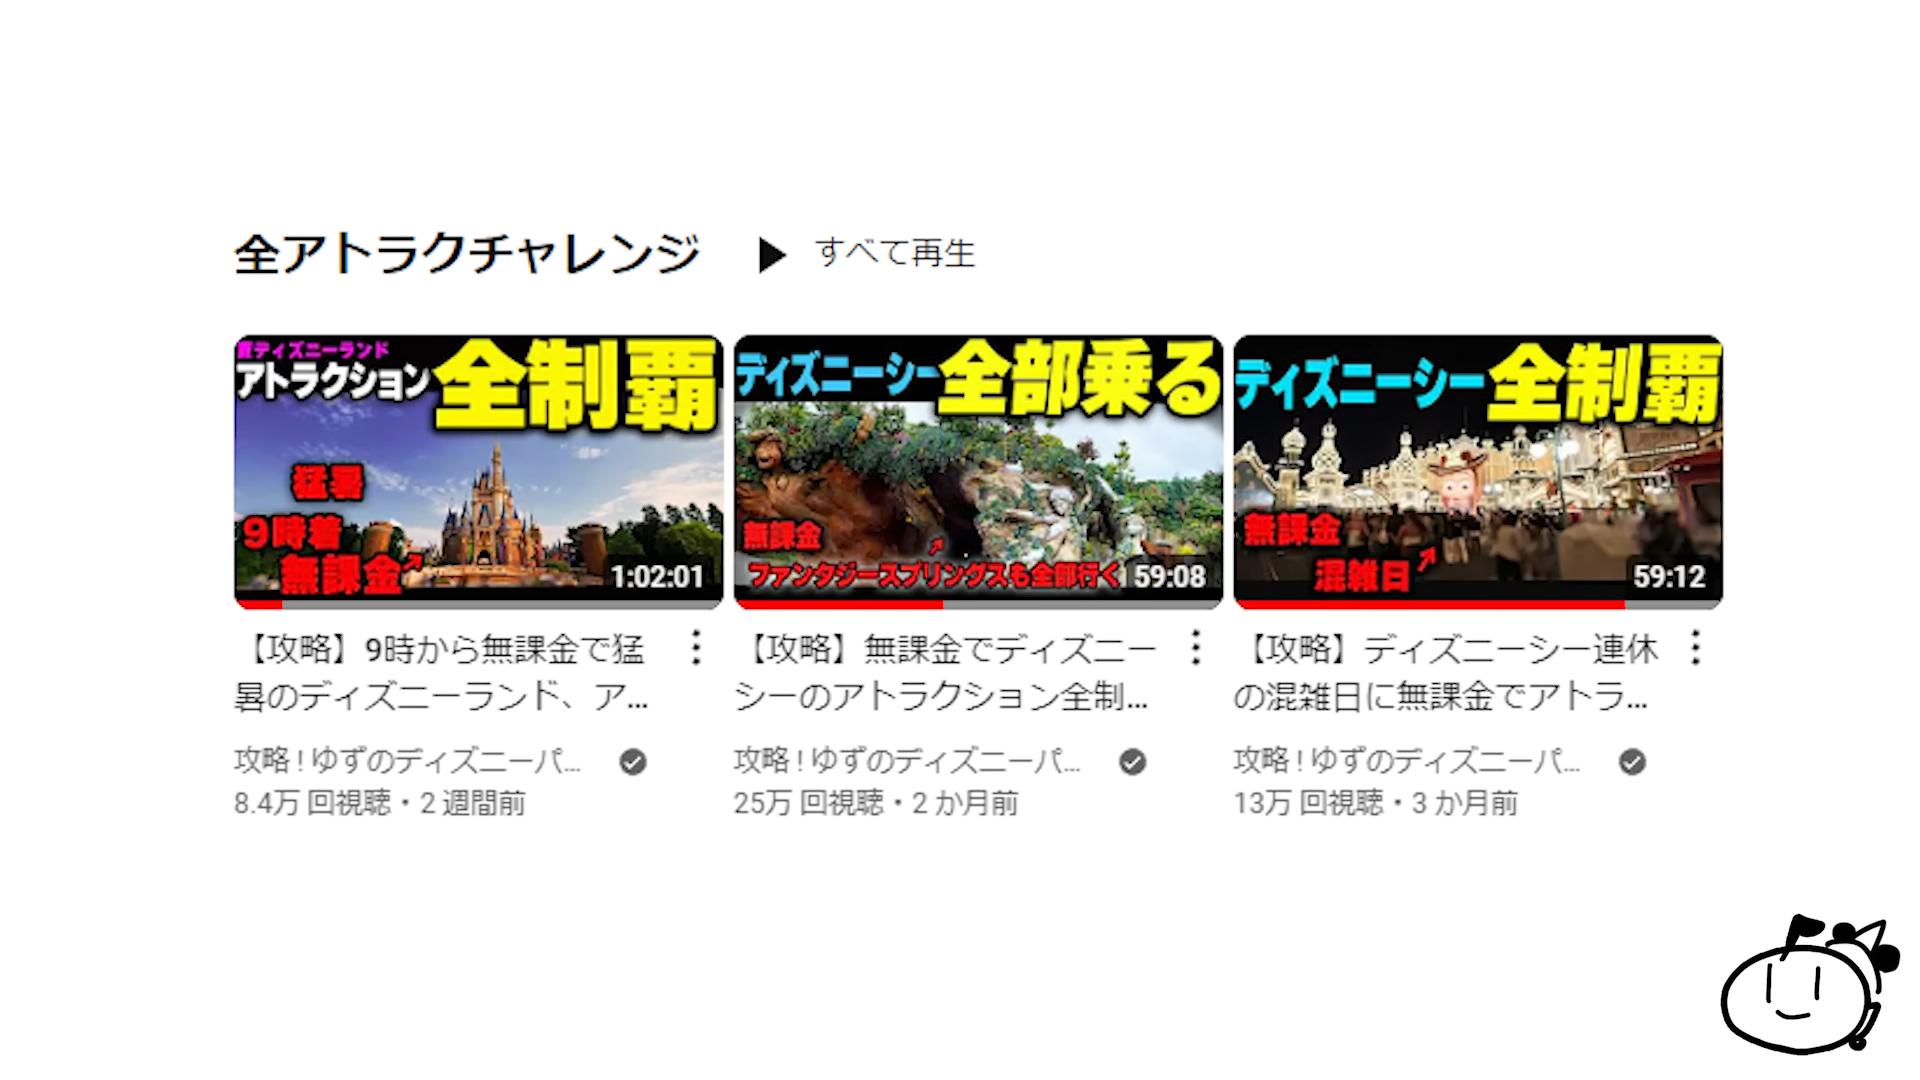 全アトラクチャレンジ
すべて再生
夏ディズニーランド
アトラクション
全制覇
猛暑
9時着
無課金
1:02:01
ディズニーシー全部乗る
無課金
ファンタジースプリングスも全部行く
59:08
ディズニーシー全制覇
無課金
混雑日
59:12
【攻略】9時から無課金で猛
暑のディズニーランド、ア...
攻略!ゆずのディズニーパ...
8.4万 回視聴・2 週間前
【攻略】無課金でディズニー
シーのアトラクション全制...
攻略!ゆずのディズニーパ...
25万 回視聴・2 か月前
【攻略】ディズニーシー連休
の混雑日に無課金でアトラ...
攻略!ゆずのディズニーパ...
13万 回視聴・3 か月前